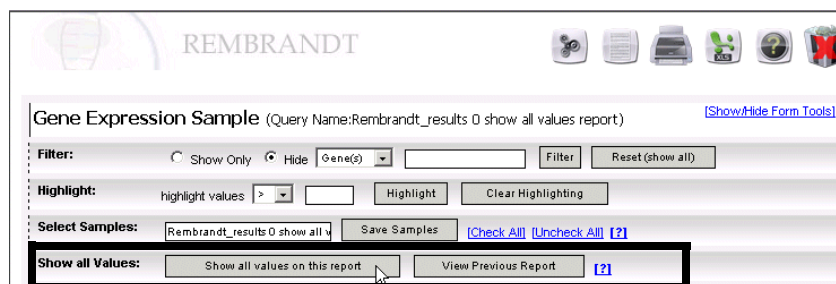 REMBRANDT
XLS ?
Gene Expression Sample (Query Name:Rembrandt_results 0 show all values report) [Show/Hide Form Tools]
Filter: Show Only Hide Gene(s) Filter Reset (show all)
Highlight: highlight values > Highlight Clear Highlighting
Select Samples: Rembrandt_results 0 show all v Save Samples [Check All] [Uncheck All] [?]
Show all Values: Show all values on this report View Previous Report [?]